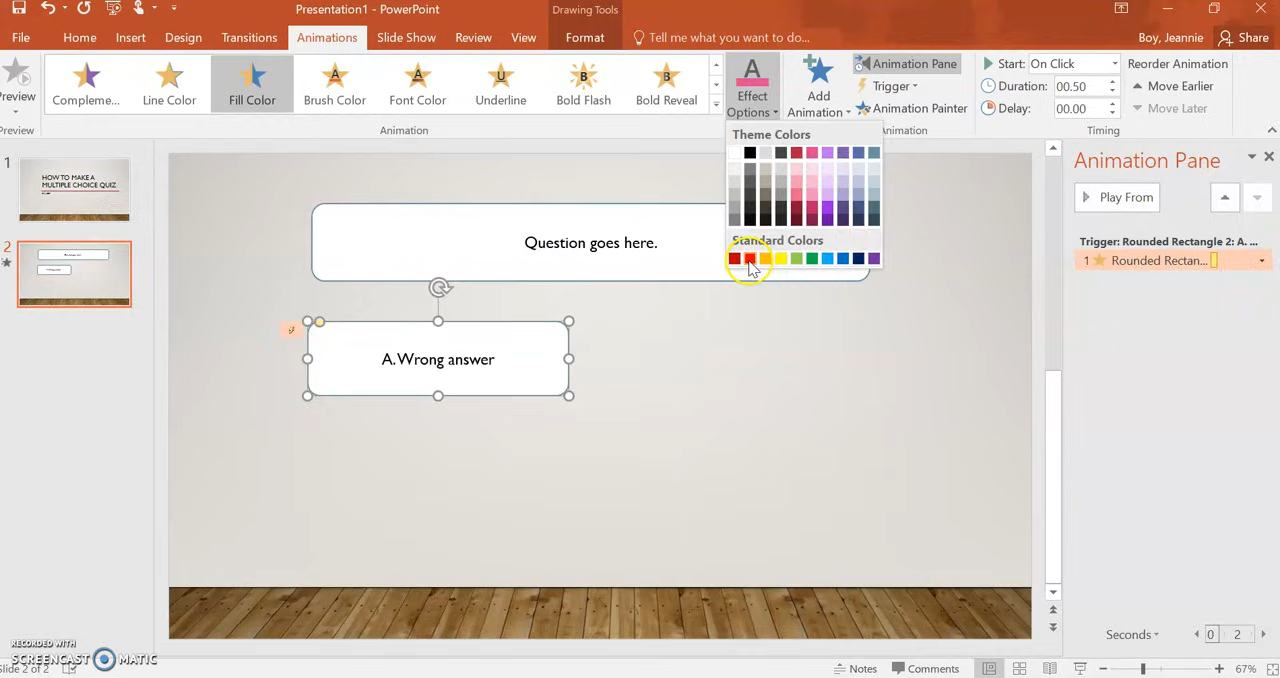 Presentation1 - PowerPoint
Drawing Tools
File
Home
Insert
Design
Transitions
Animations
Slide Show
Review
View
Format
Tell me what you want to do...
Boy, Jeannie
Share
Preview
Compleme...
Line Color
Fill Color
Brush Color
Font Color
Underline
Bold Flash
Bold Reveal
Effect
Options
Add
Animation
Animation Pane
Trigger
Animation Painter
Start: On Click
Duration: 00.50
Delay: 00.00
Reorder Animation
Move Earlier
Move Later
Preview
Animation
Timing
Theme Colors
Standard Colors
1
HOW TO MAKE A
MULTIPLE CHOICE QUIZ
2
Question goes here.
A. Wrong answer
Animation Pane
Play From
Trigger: Rounded Rectangle 2: A. ...
1 Rounded Rectan...
Seconds
0
2
RECORDED WITH
SCREENCAST MATIC
Slide 2 of 2
Notes
Comments
67%